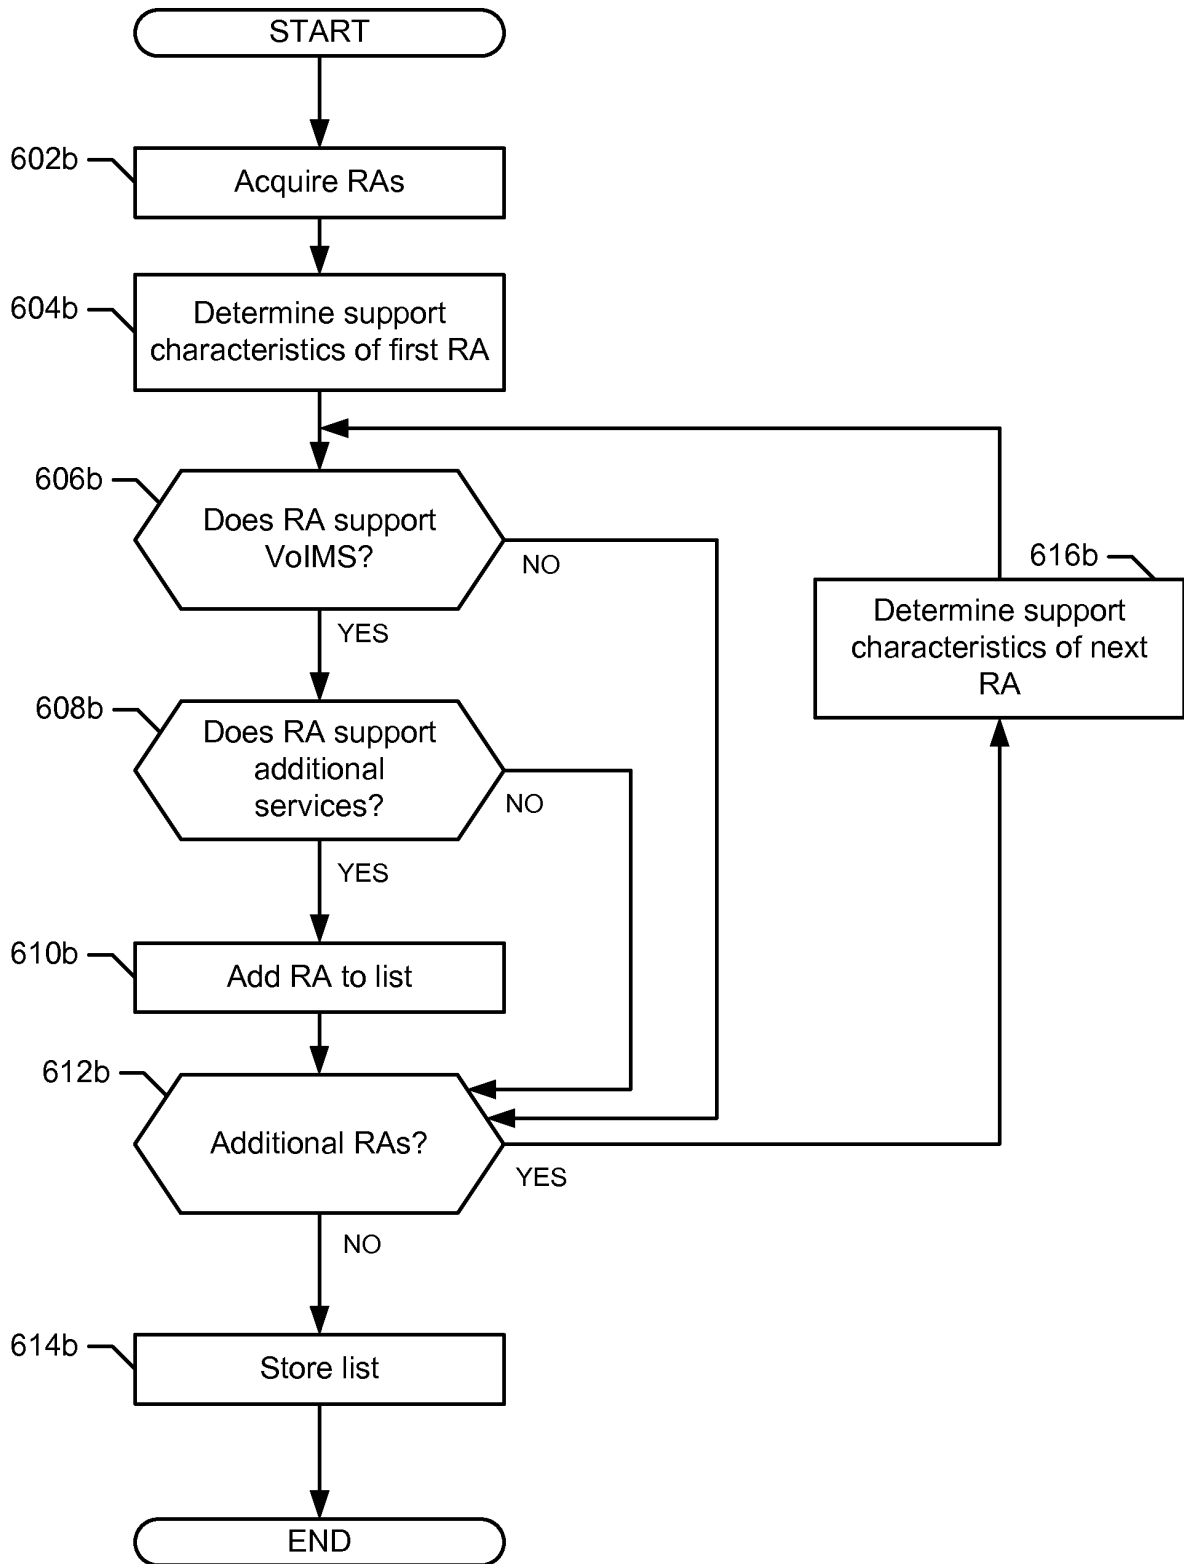 START
602b
Acquire RAs
604b
Determine support
characteristics of first RA
606b
Does RA support
VoIMS?
NO
YES
616b
Determine support
characteristics of next
RA
608b
Does RA support
additional
services?
NO
YES
610b
Add RA to list
612b
Additional RAs?
YES
NO
614b
Store list
END